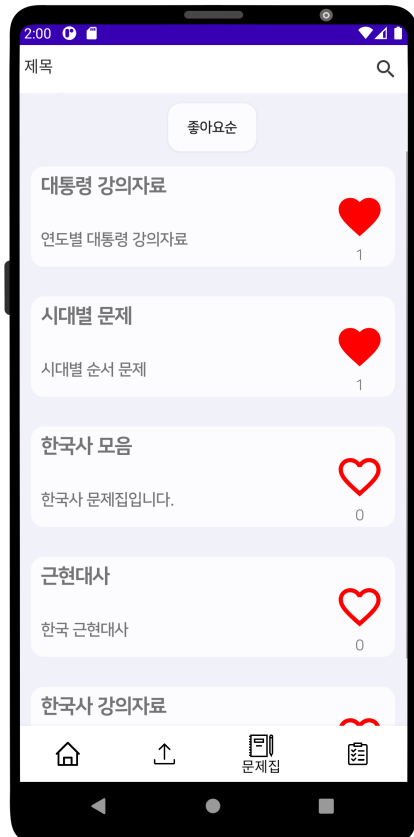 2:00
제목
좋아요순
대통령 강의자료
연도별 대통령 강의자료
1
시대별 문제
시대별 순서 문제
1
한국사 모음
한국사 문제집입니다.
0
근현대사
한국 근현대사
0
한국사 강의자료
문제집